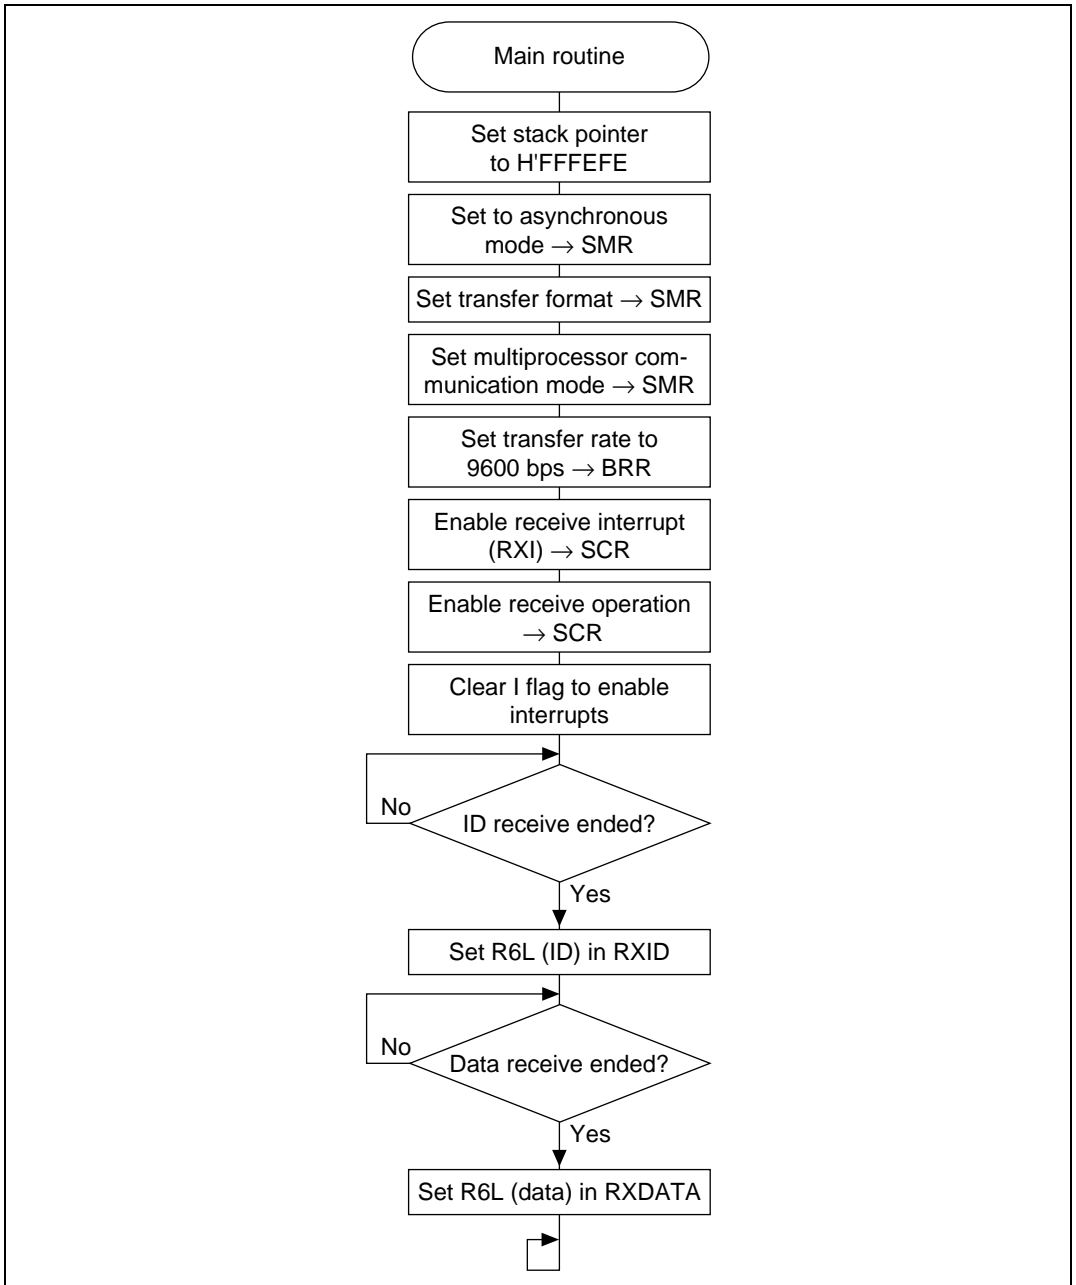 Main routine
Set stack pointer
to H'FFFEFE
Set to asynchronous
mode → SMR
Set transfer format → SMR
Set multiprocessor com-
munication mode → SMR
Set transfer rate to
9600 bps → BRR
Enable receive interrupt
(RXI) → SCR
Enable receive operation
→ SCR
Clear I flag to enable
interrupts
No
ID receive ended?
Yes
Set R6L (ID) in RXID
No
Data receive ended?
Yes
Set R6L (data) in RXDATA